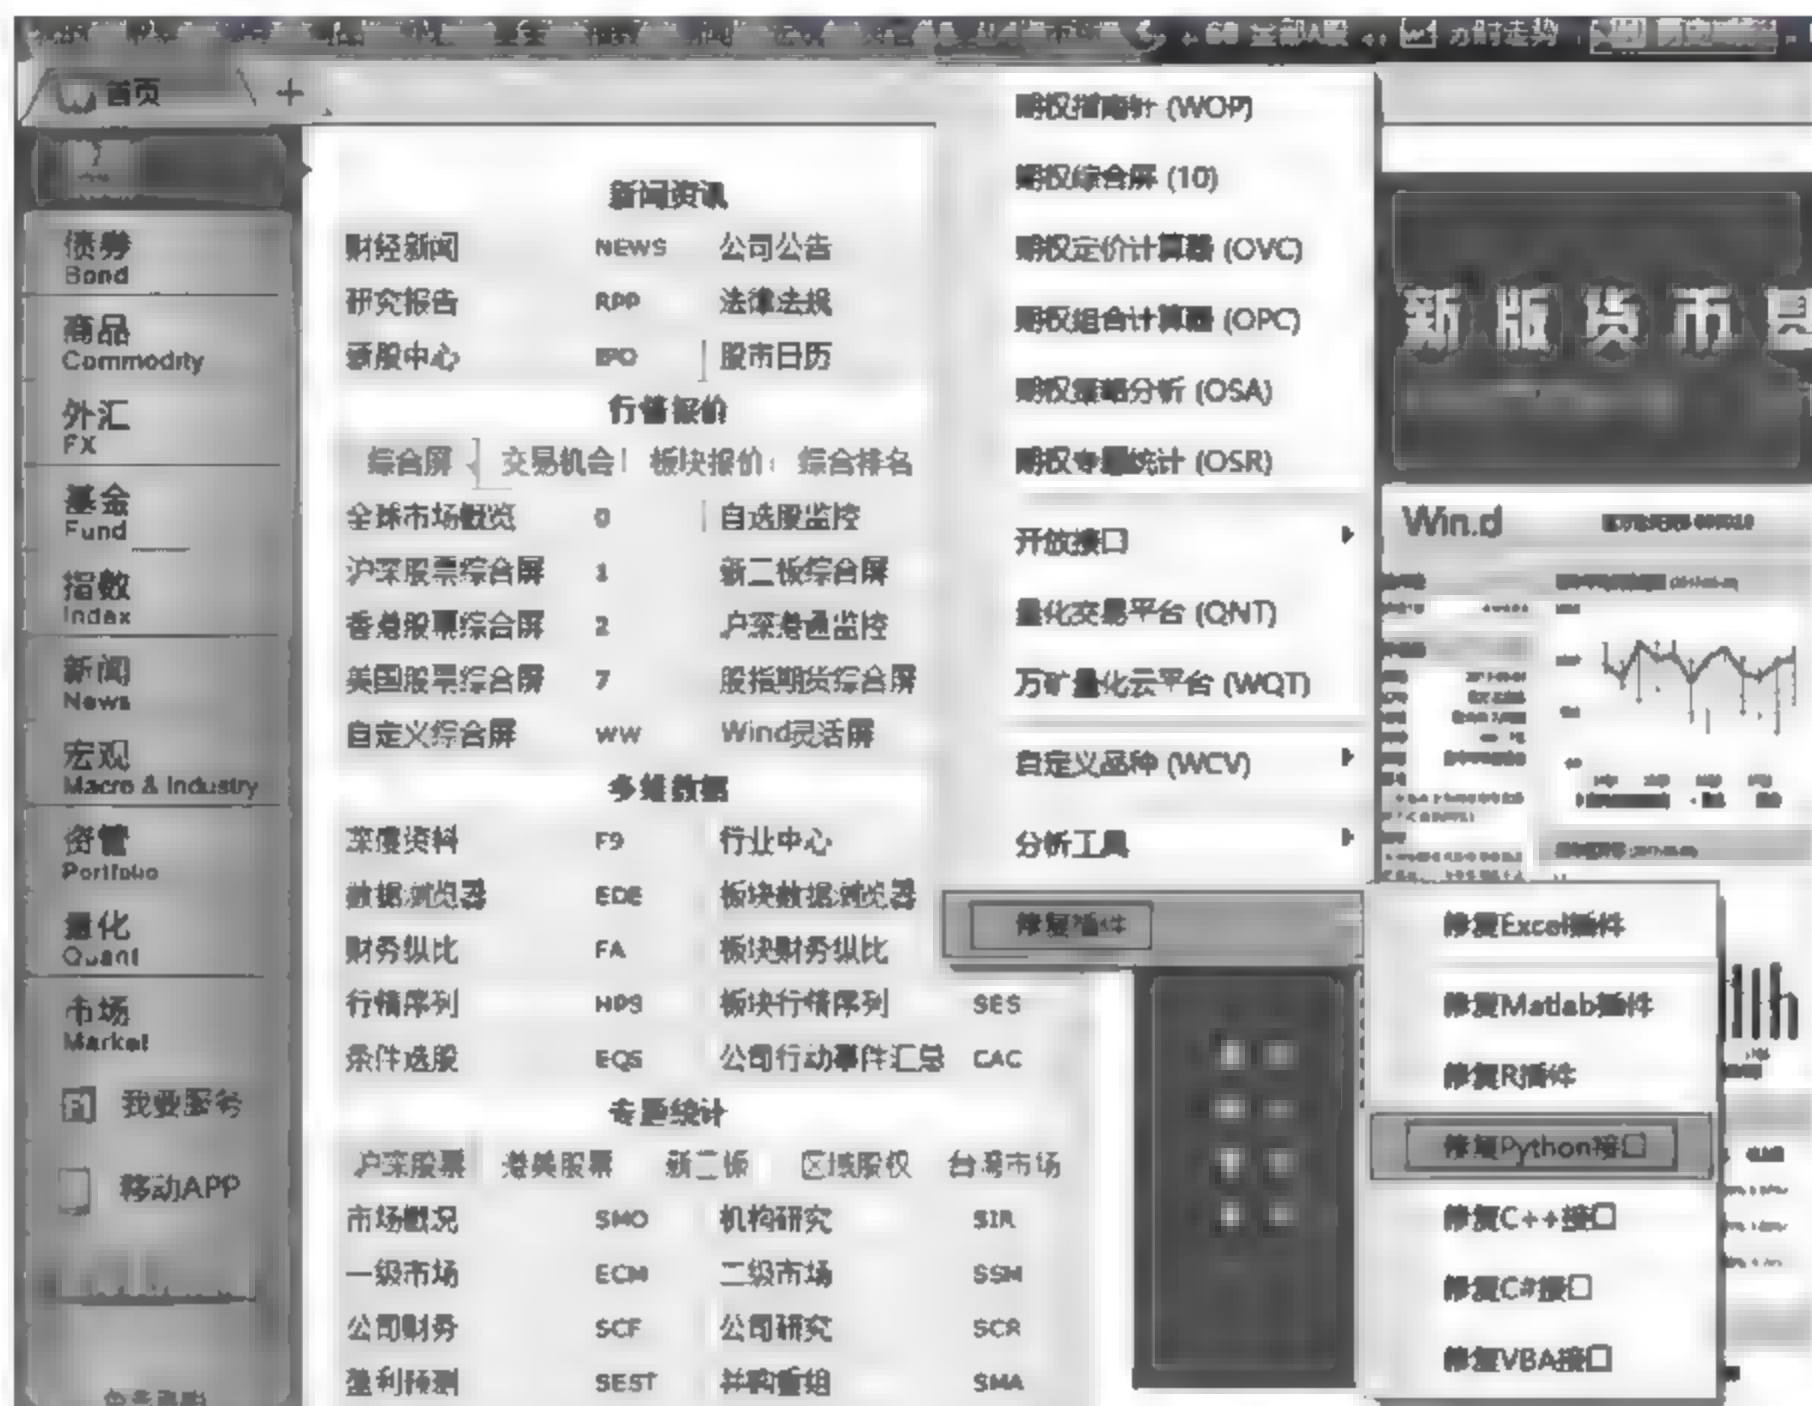 全部A股 分时走势
首页 +
债券
Bond
商品
Commodity
外汇
FX
基金
Fund
指数
Index
新闻
News
宏观
Macro & Industry
资管
Portfolio
量化
Quant
市场
Market
F1 我要服务
移动APP
新闻资讯
财经新闻 NEWS 公司公告
研究报告 RPP 法律法规
新股中心 IPO 股市日历
行情报价
综合屏 交易机会 板块报价 综合排名
全球市场概览 0 自选股监控
沪深股票综合屏 1 新三板综合屏
香港股票综合屏 2 沪深港通监控
美国股票综合屏 7 股指期货综合屏
自定义综合屏 WW Wind灵活屏
多维数据
深度资料 F9 行业中心
数据浏览器 EDE 板块数据浏览器
财务纵比 FA 板块财务纵比
行情序列 HPS 板块行情序列 SES
条件选股 EQS 公司行动事件汇总 CAC
专题统计
沪深股票 港美股票 新三板 区域股权 台湾市场
市场概况 SMO 机构研究 SIR
一级市场 ECM 二级市场 SSM
公司财务 SCF 公司研究 SCR
盈利预测 SEST 并购重组 SMA
期权指南针 (WOP)
期权综合屏 (10)
期权定价计算器 (OVC)
期权组合计算器 (OPC)
期权策略分析 (OSA)
期权专题统计 (OSR)
开放接口
量化交易平台 (QNT)
万矿量化云平台 (WQT)
自定义品种 (WCV)
分析工具
修复插件
修复Excel插件
修复Matlab插件
修复R插件
修复Python接口
修复C++接口
修复C#接口
修复VBA接口
新版货币
Win.d